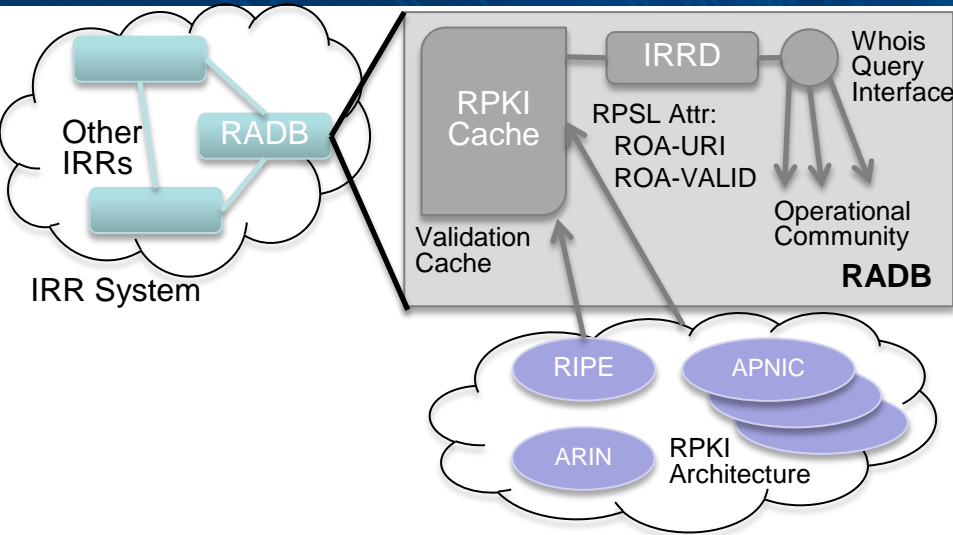 Other
IRRs
RADB
IRR System
RPKI
Cache
IRRD
Whois
Query
Interface
RPSL Attr:
ROA-URI
ROA-VALID
Validation
Cache
Operational
Community
RADB
RIPE
APNIC
ARIN
RPKI
Architecture